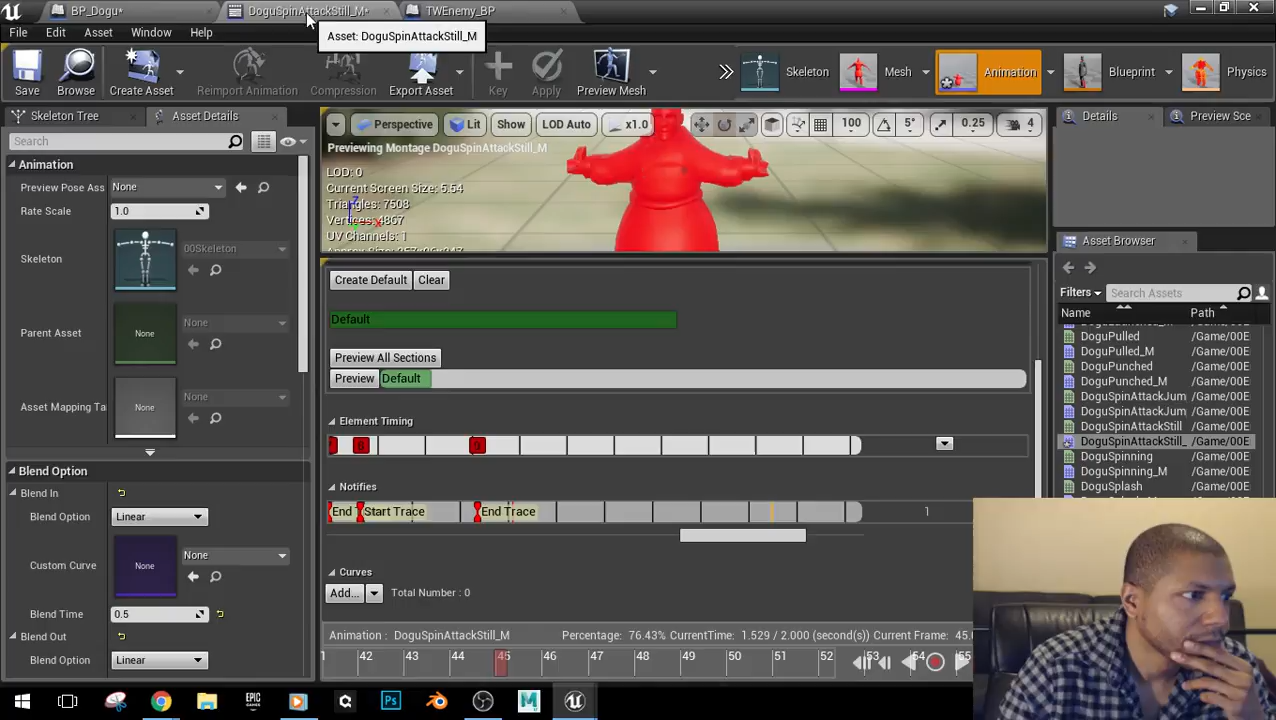 BP_Dogu*
DoguSpinAttackStill_M*
TWEnemy_BP
File Edit Asset Window Help
Asset: DoguSpinAttackStill_M
Save Browse Create Asset Reimport Animation Compression Export Asset Key Apply Preview Mesh Skeleton Mesh Animation Blueprint Physics
Skeleton Tree Asset Details
Search
Animation
Preview Pose Ass None
Rate Scale 1.0
Skeleton 00Skeleton
Parent Asset None None
Asset Mapping Ta None None
Blend Option
Blend In
Blend Option Linear
Custom Curve None None
Blend Time 0.5
Blend Out
Blend Option Linear
Perspective Lit Show LOD Auto x1.0 100 5° 0.25 4
Previewing Montage DoguSpinAttackStill_M
LOD: 0
Current Screen Size: 5.54
Triangles: 7508
Vertices: 4867
UV Channels: 1
Create Default Clear
Default
Preview All Sections
Preview Default
Element Timing
Notifies
End Start Trace End Trace 1
Curves
Add... Total Number : 0
Animation : DoguSpinAttackStill_M Percentage: 76.43% CurrentTime: 1.529 / 2.000 (second(s)) Current Frame: 45.
42 43 44 45 46 47 48 49 50 51 52 53 54 55
Details Preview Sce
Asset Browser
Filters Search Assets
Name Path
DoguPulled /Game/00E
DoguPulled_M /Game/00E
DoguPunched /Game/00E
DoguPunched_M /Game/00E
DoguSpinAttackJum /Game/00E
DoguSpinAttackJum /Game/00E
DoguSpinAttackStill /Game/00E
DoguSpinAttackStill_ /Game/00E
DoguSpinning /Game/00E
DoguSpinning_M /Game/00E
DoguSplash /Game/00E
EPIC GAMES
Ps
M